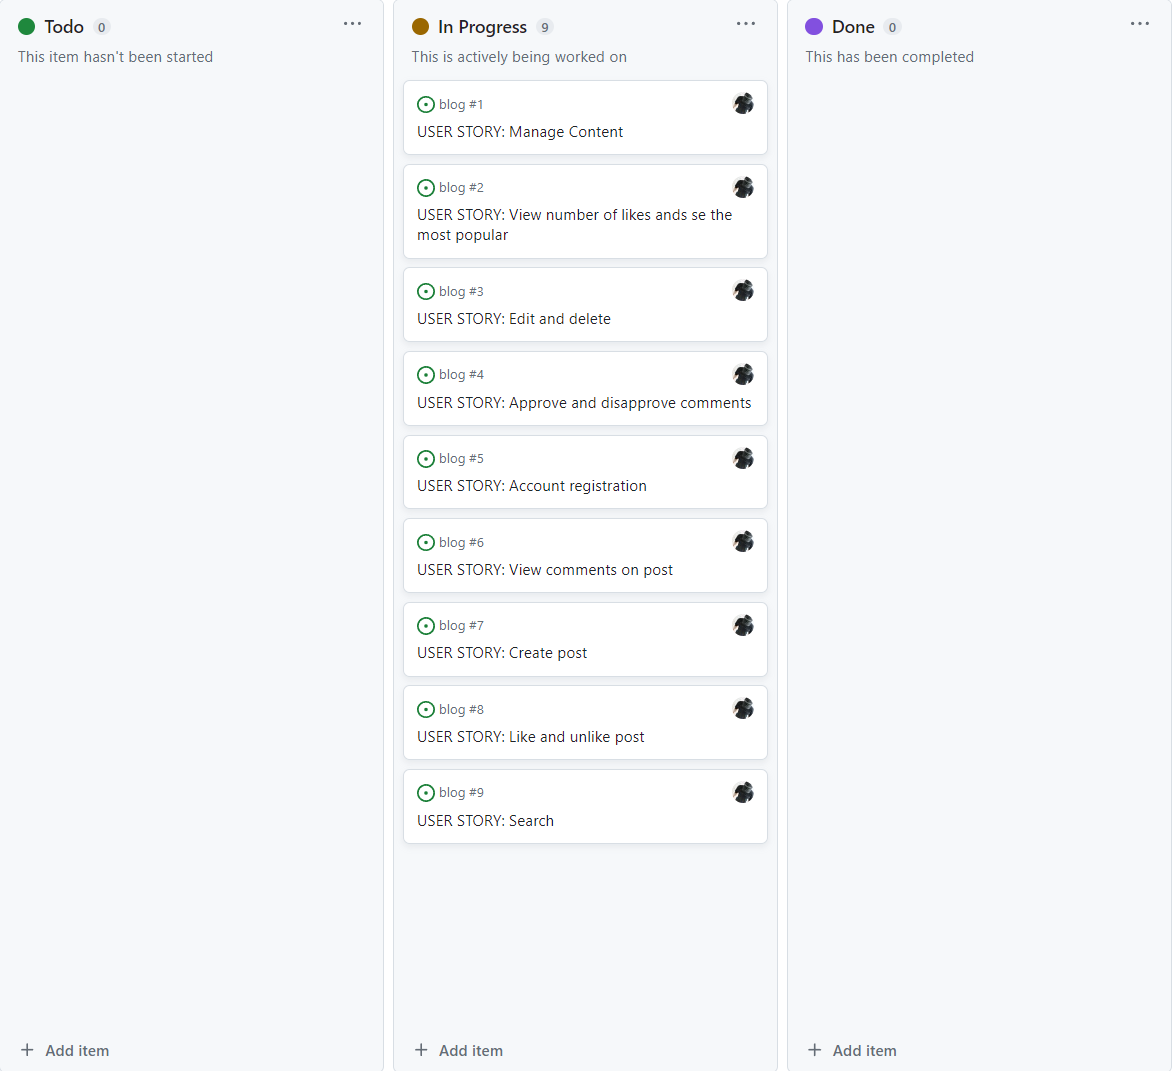 Todo 0
This item hasn't been started
Add item
In Progress 9
This is actively being worked on
blog #1
USER STORY: Manage Content
blog #2
USER STORY: View number of likes ands se the
most popular
blog #3
USER STORY: Edit and delete
blog #4
USER STORY: Approve and disapprove comments
blog #5
USER STORY: Account registration
blog #6
USER STORY: View comments on post
blog #7
USER STORY: Create post
blog #8
USER STORY: Like and unlike post
blog #9
USER STORY: Search
Add item
Done 0
This has been completed
Add item